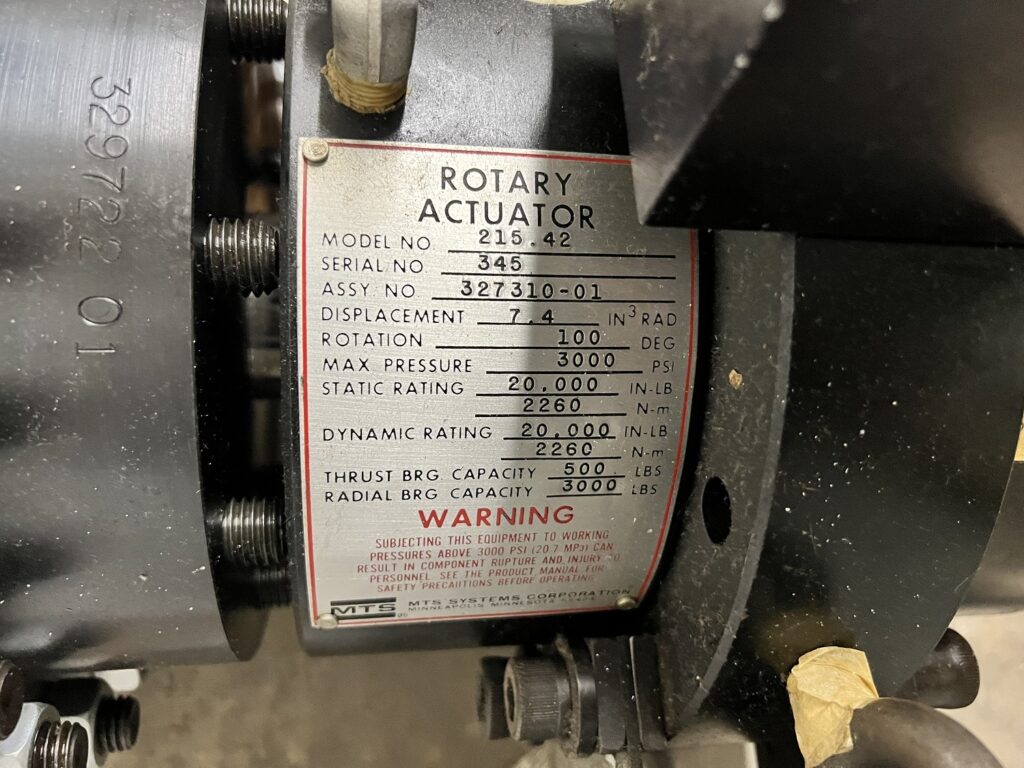 329722 01
ROTARY
ACTUATOR
MODEL NO 215.42
SERIAL NO 345
ASSY. NO. 327310-01
DISPLACEMENT 7.4 IN³ RAD
ROTATION 100 DEG
MAX PRESSURE 3000 PSI
STATIC RATING 20,000 IN-LB
2260 N-m
DYNAMIC RATING 20,000 IN-LB
2260 N-m
THRUST BRG. CAPACITY 500 LBS
RADIAL BRG. CAPACITY 3000 LBS
WARNING
SUBJECTING THIS EQUIPMENT TO WORKING
PRESSURES ABOVE 3000 PSI (20.7 MPa) CAN
RESULT IN COMPONENT RUPTURE AND INJURY TO
PERSONNEL. SEE THE PRODUCT MANUAL FOR
SAFETY PRECAUTIONS BEFORE OPERATING
MTS MTS SYSTEMS CORPORATION
MINNEAPOLIS MINNESOTA